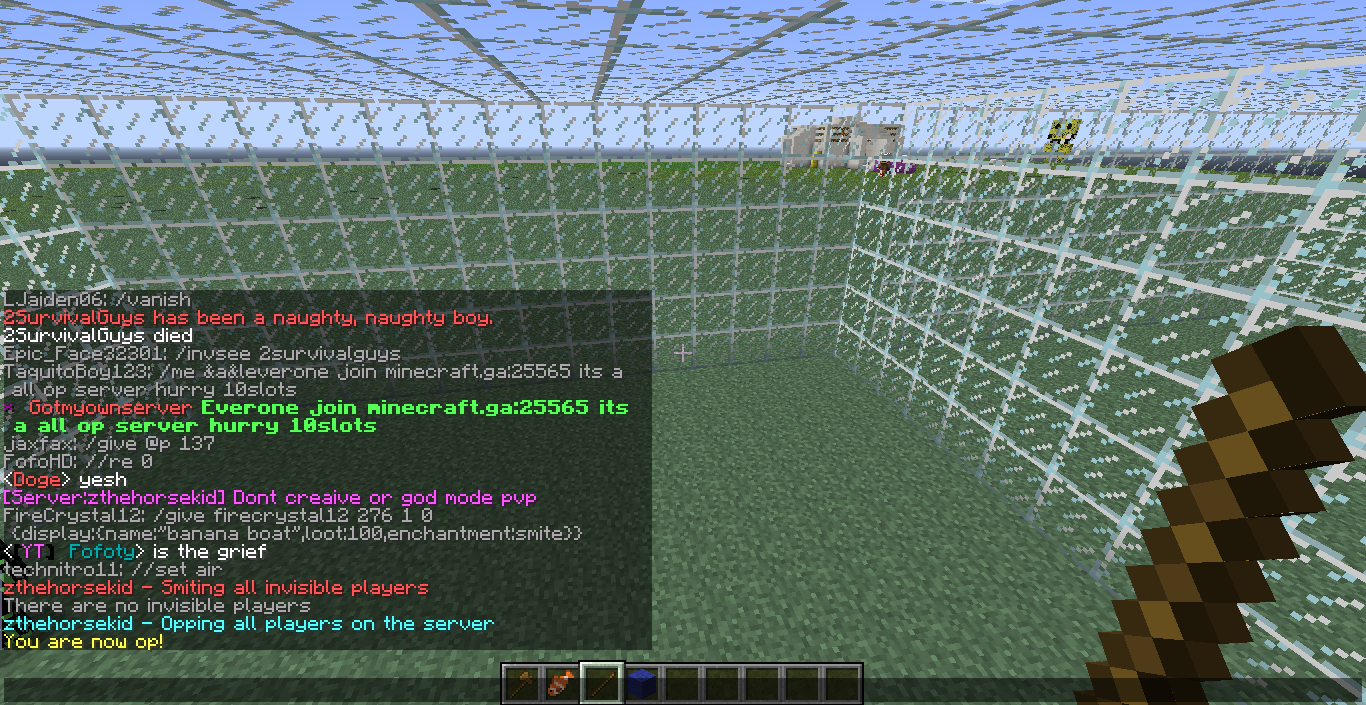 LJaiden06: /vanish
2SurvivalGuys has been a naughty, naughty boy.
2SurvivalGuys died
Epic_Face32301: /invsee 2survivalguys
TaquitoBoy123: /me &a&leverone join minecraft.ga:25565 its a
all op server hurry 10slots
* Gotmyownserver Everone join minecraft.ga:25565 its
a all op server hurry 10slots
jaxfax: /give @p 137
FofoHD: //re 0
<Doge> yesh
[Server:zthehorsekid] Dont creaive or god mode pvp
FireCrystal12: /give firecrystal12 276 1 0
{display:{name:"banana boat",loot:100,enchantment:smite}}
<[YT] Fofoty> is the grief
technitro11: //set air
zthehorsekid - Smiting all invisible players
There are no invisible players
zthehorsekid - Opping all players on the server
You are now op!